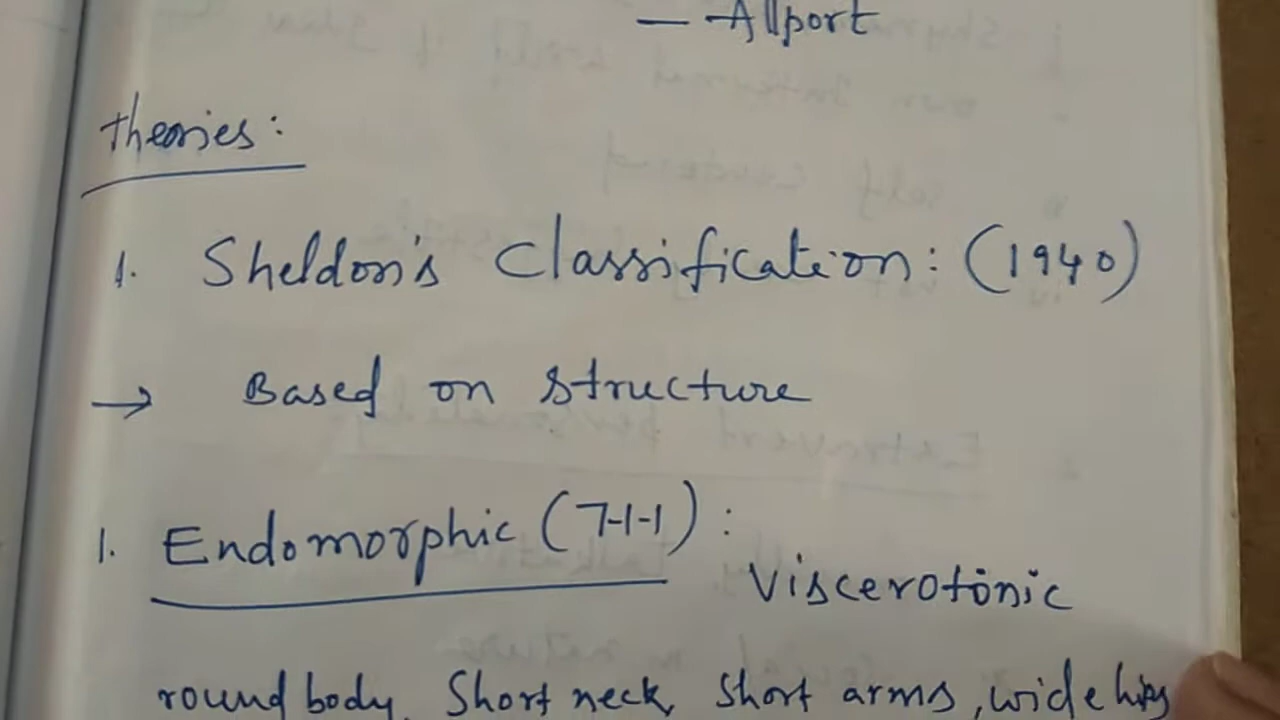 — Allport
theories:
1. Sheldon's Classification: (1940)
→ Based on structure
1. Endomorphic (7-1-1):
Viscerotonic
round body, Short neck, Short arms, wide hips